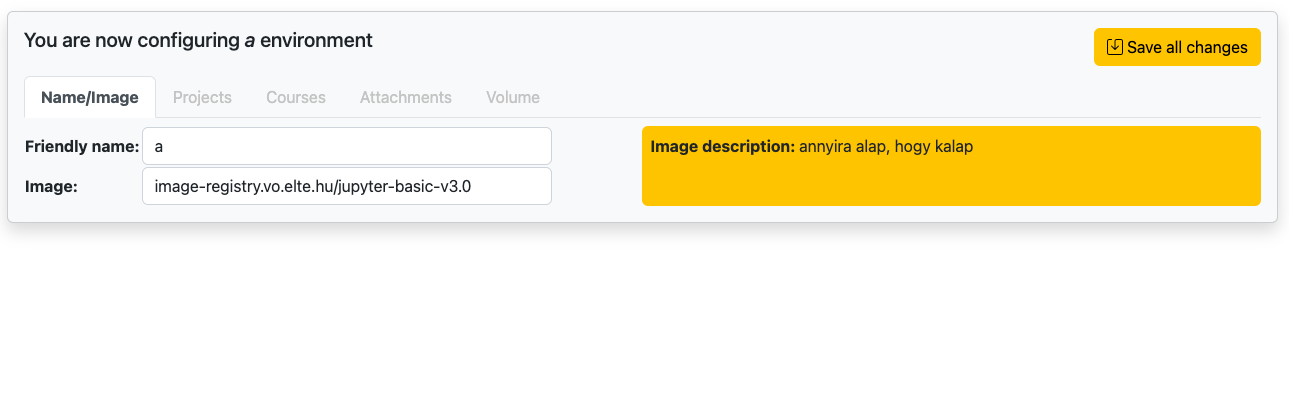 You are now configuring a environment
Save all changes
Name/Image Projects Courses Attachments Volume
Friendly name: a
Image description: annyira alap, hogy kalap
Image: image-registry.vo.elte.hu/jupyter-basic-v3.0